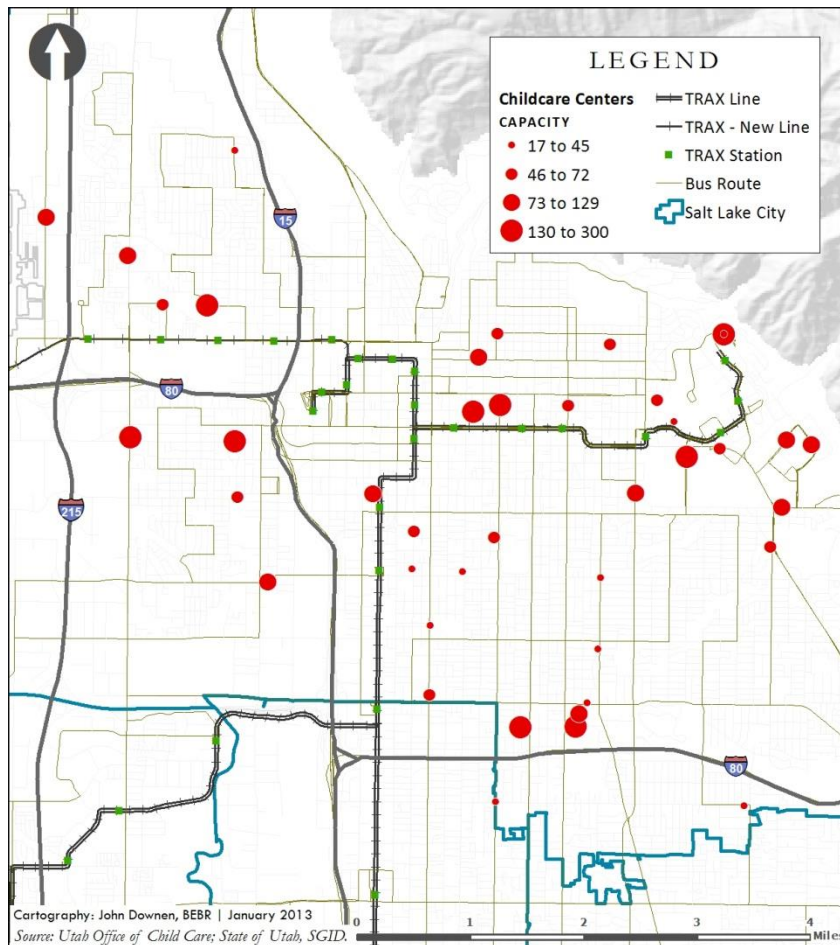 LEGEND
Childcare Centers
CAPACITY
17 to 45
46 to 72
73 to 129
130 to 300
TRAX Line
TRAX - New Line
TRAX Station
Bus Route
Salt Lake City
15
80
215
80
0 1 2 3 4
Miles
Cartography: John Downen, BEBR | January 2013
Source: Utah Office of Child Care; State of Utah, SGID.